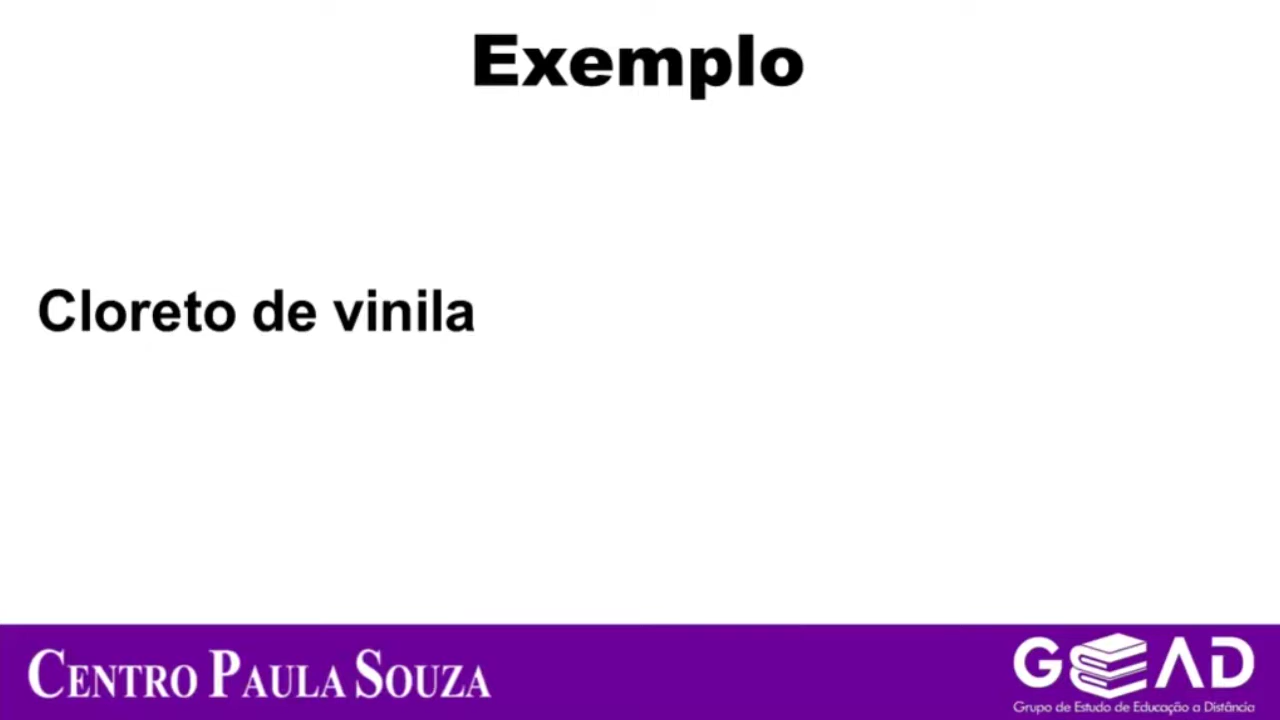 Exemplo
Cloreto de vinila
CENTRO PAULA SOUZA
GEAD
Grupo de Estudo de Educação a Distância